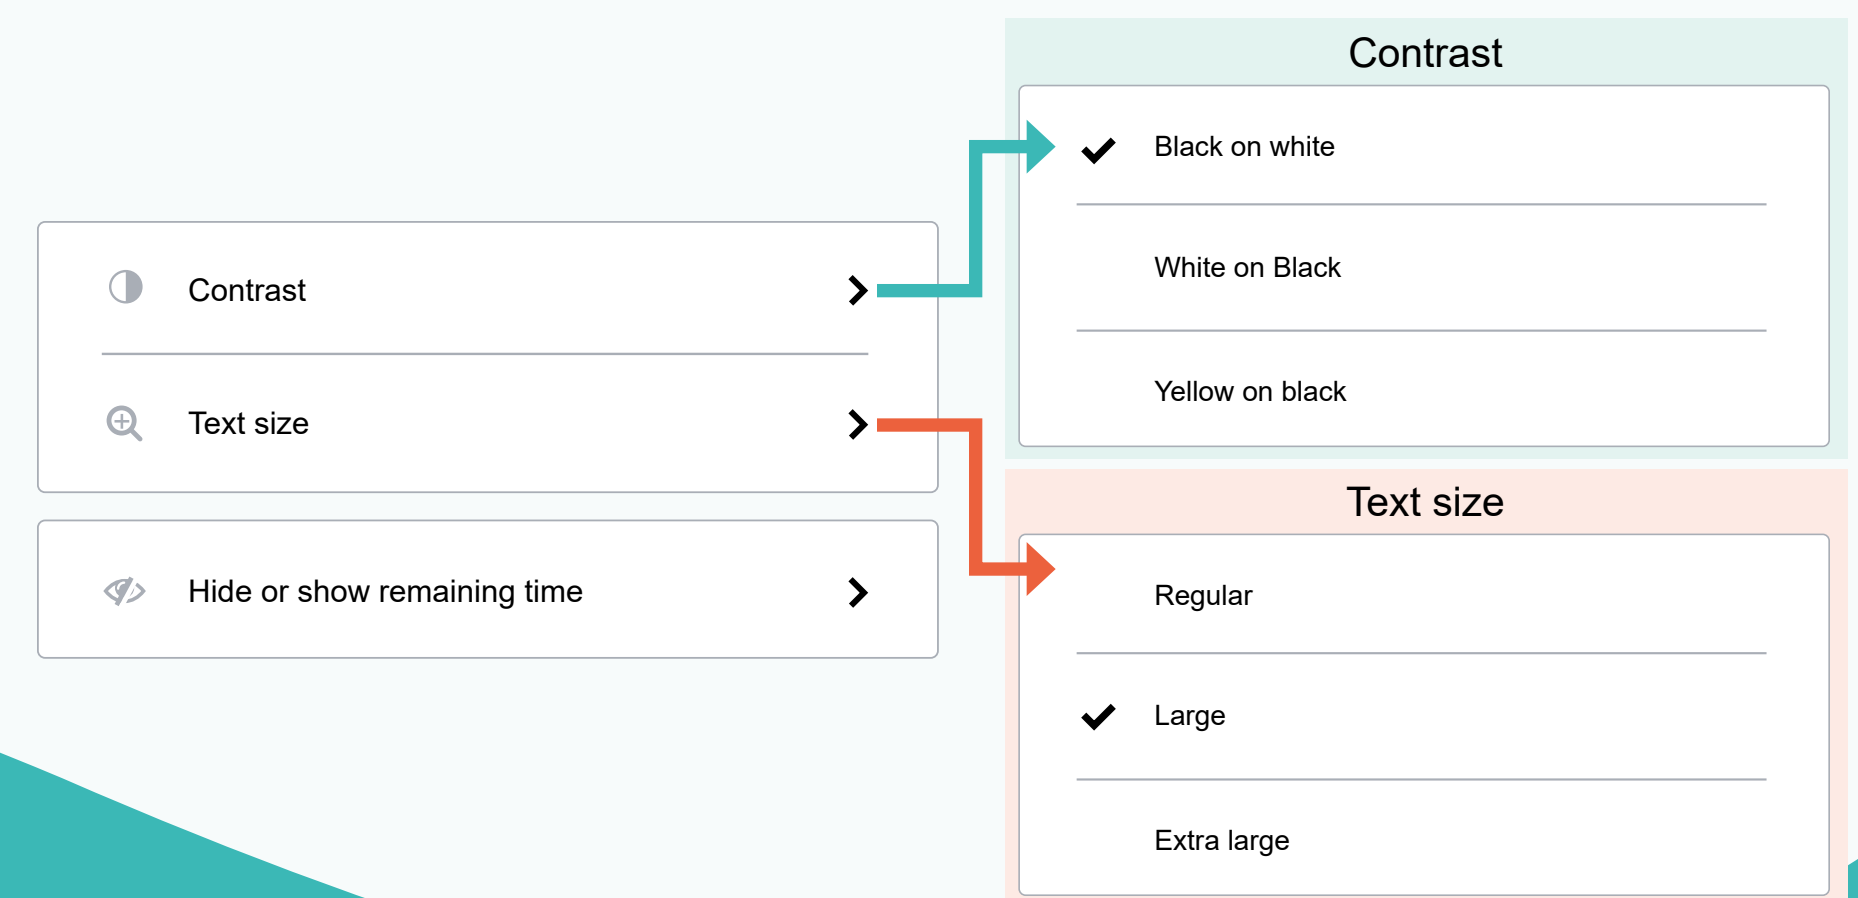 Contrast
Text size
Hide or show remaining time
Contrast
Black on white
White on Black
Yellow on black
Text size
Regular
Large
Extra large